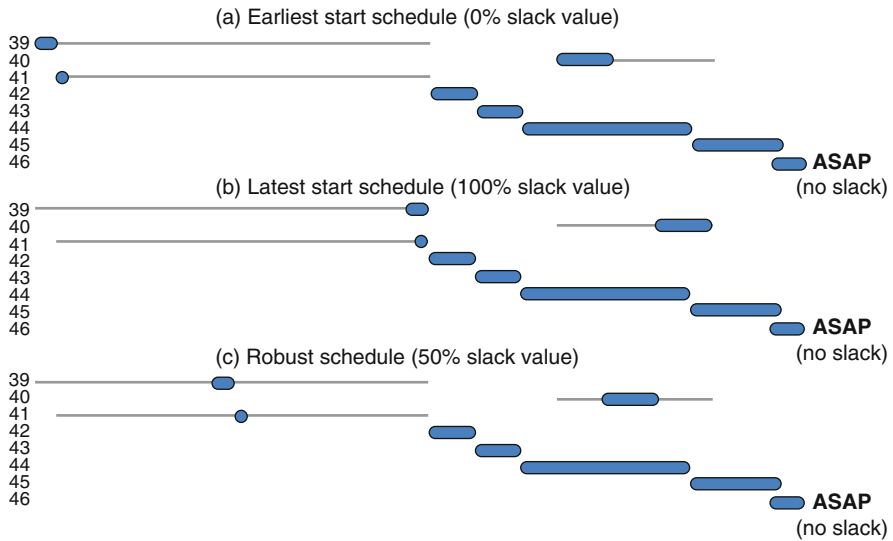 (a) Earliest start schedule (0% slack value)
39
40
41
42
43
44
45
46
ASAP
(no slack)
(b) Latest start schedule (100% slack value)
39
40
41
42
43
44
45
46
ASAP
(no slack)
(c) Robust schedule (50% slack value)
39
40
41
42
43
44
45
46
ASAP
(no slack)